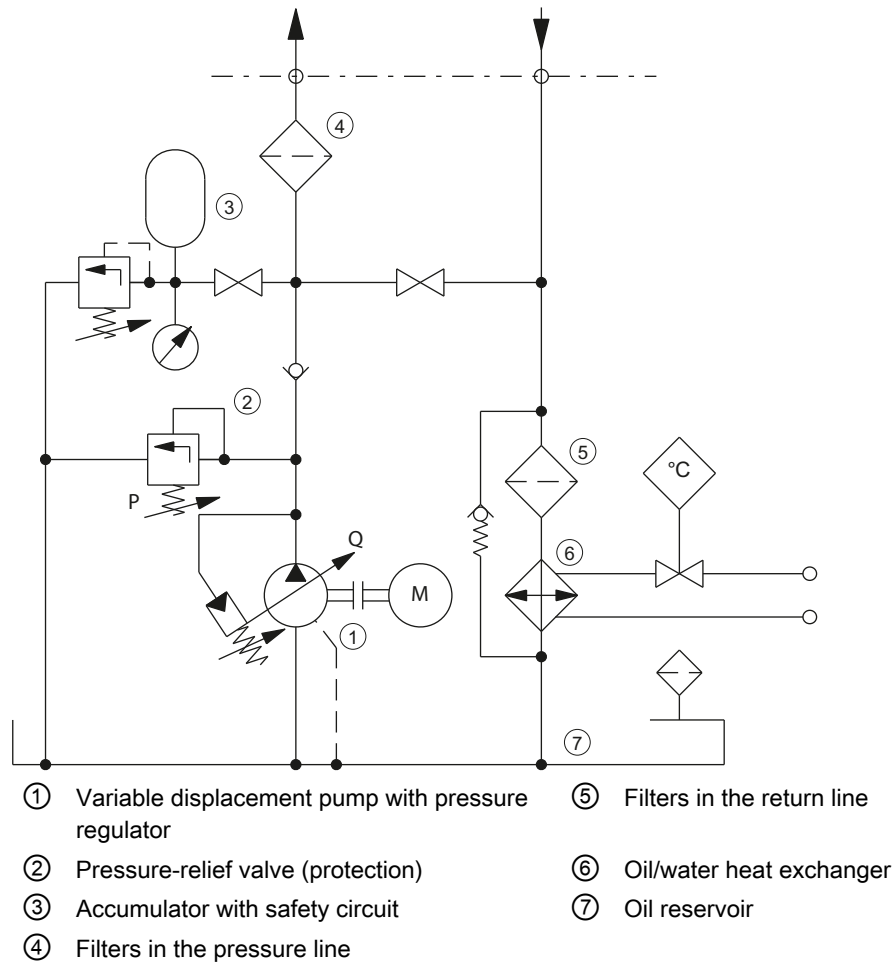 ④
③
②
P
Q
M
①
⑤
°C
⑥
⑦
① Variable displacement pump with pressure
regulator
② Pressure-relief valve (protection)
③ Accumulator with safety circuit
④ Filters in the pressure line
⑤ Filters in the return line
⑥ Oil/water heat exchanger
⑦ Oil reservoir